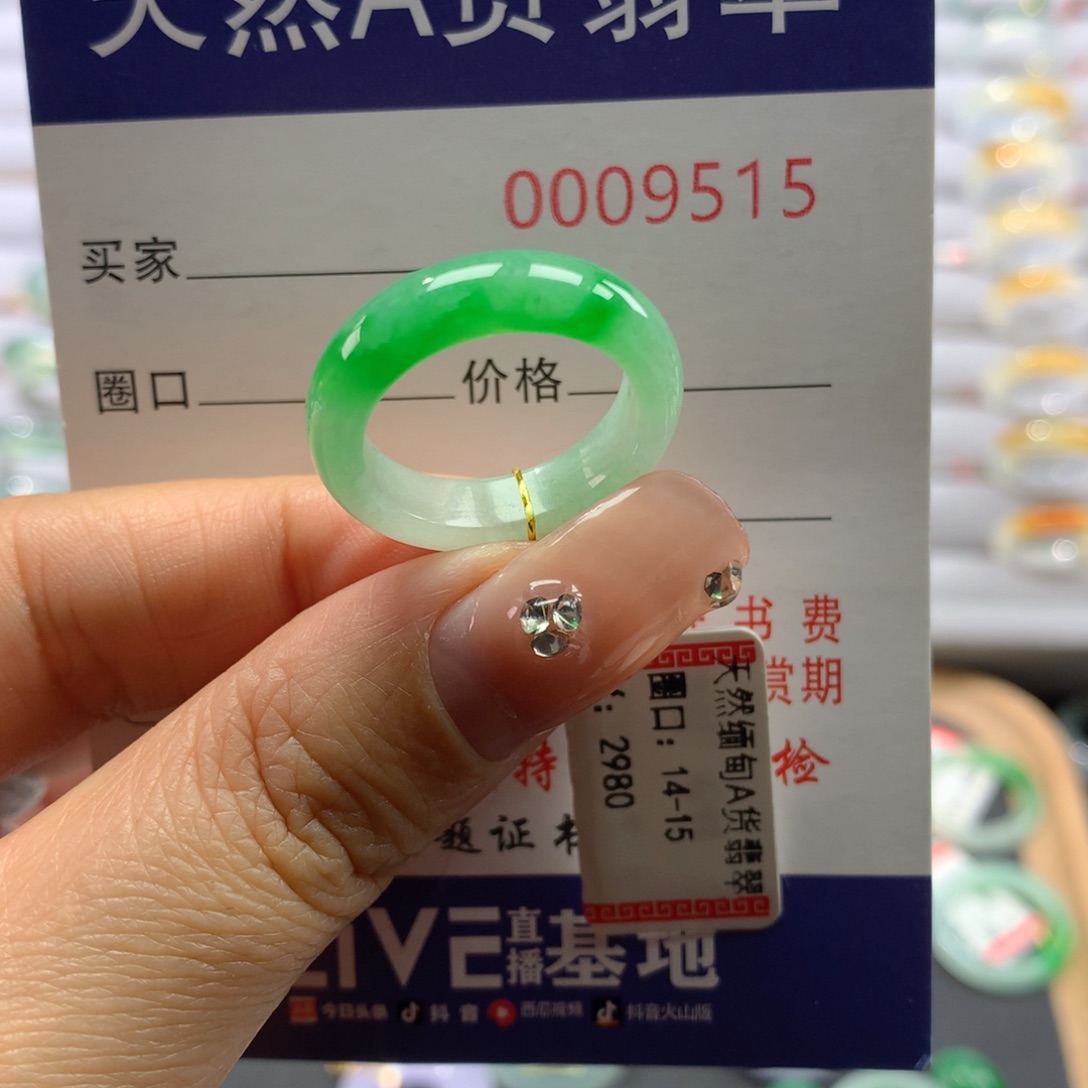 天然A货翡翠
0009515
买家
圈口 价格
书费
赏期
特 检
题证
LIVE直播基地
今日头条 抖音 西瓜视频 抖音火山版
天然缅甸A货翡翠
圈口：14-15
：2980